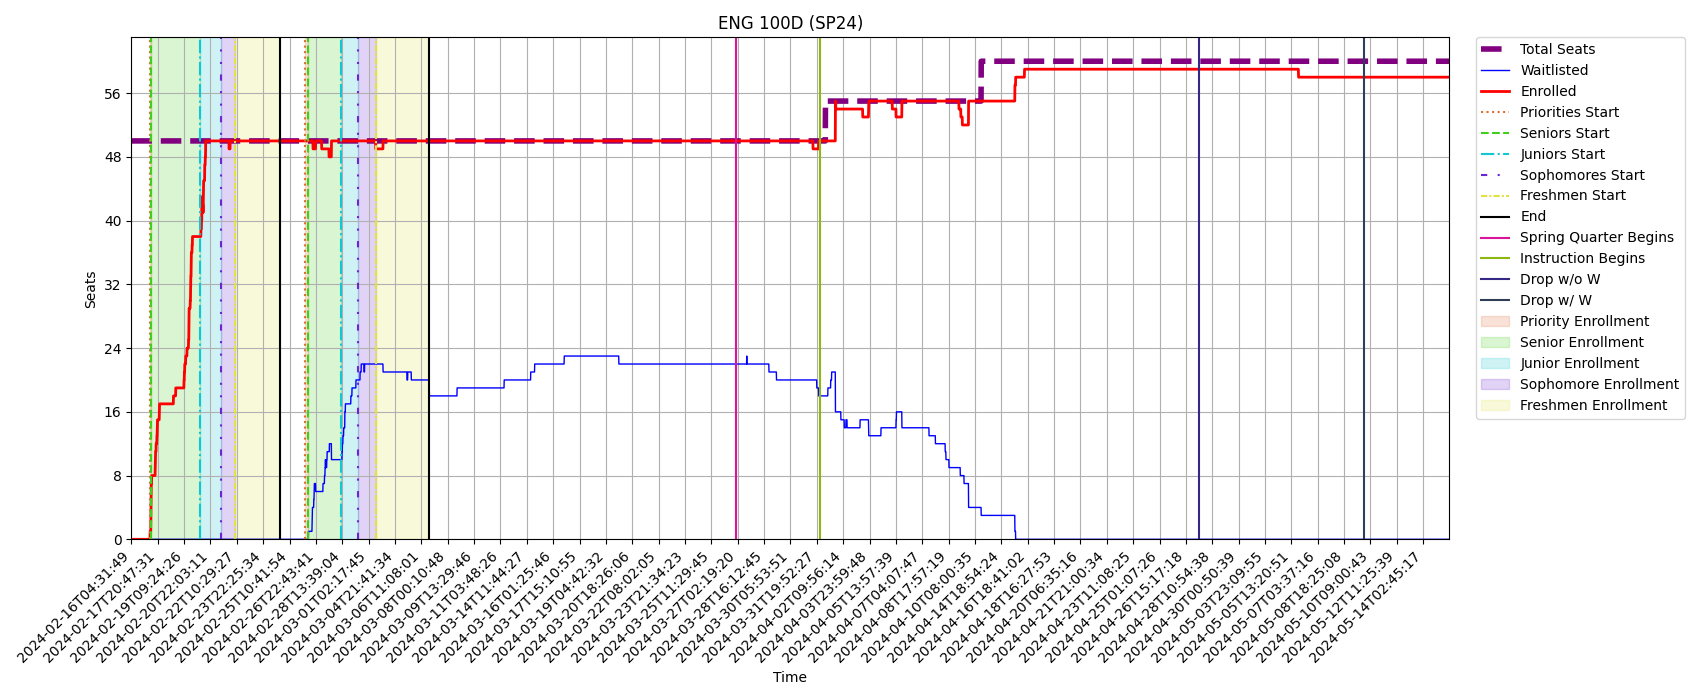 ENG 100D (SP24)
Seats
56
48
40
32
24
16
8
0
2024-02-16T04:31:49
2024-02-17T20:47:31
2024-02-19T09:24:26
2024-02-20T22:03:11
2024-02-22T10:29:27
2024-02-23T22:25:34
2024-02-25T10:41:54
2024-02-26T22:43:41
2024-02-28T13:39:04
2024-03-01T02:17:45
2024-03-04T21:41:34
2024-03-06T11:08:01
2024-03-08T00:10:48
2024-03-09T13:29:46
2024-03-11T03:48:26
2024-03-14T11:44:27
2024-03-16T01:25:46
2024-03-17T15:10:55
2024-03-19T04:42:32
2024-03-20T18:26:06
2024-03-22T08:02:05
2024-03-23T21:34:23
2024-03-25T11:29:45
2024-03-27T02:19:20
2024-03-28T16:12:45
2024-03-30T05:53:51
2024-03-31T19:52:27
2024-04-02T09:56:14
2024-04-03T23:59:48
2024-04-05T13:57:39
2024-04-07T04:07:47
2024-04-08T17:57:19
2024-04-10T08:00:35
2024-04-14T18:54:24
2024-04-16T18:41:02
2024-04-18T16:27:53
2024-04-20T06:35:16
2024-04-21T21:00:34
2024-04-23T11:08:25
2024-04-25T01:07:26
2024-04-26T15:17:18
2024-04-28T10:54:38
2024-04-30T00:50:39
2024-05-03T23:09:55
2024-05-05T13:20:51
2024-05-07T03:37:16
2024-05-08T18:25:08
2024-05-10T09:00:43
2024-05-12T11:25:39
2024-05-14T02:45:17
Time
Total Seats
Waitlisted
Enrolled
Priorities Start
Seniors Start
Juniors Start
Sophomores Start
Freshmen Start
End
Spring Quarter Begins
Instruction Begins
Drop w/o W
Drop w/ W
Priority Enrollment
Senior Enrollment
Junior Enrollment
Sophomore Enrollment
Freshmen Enrollment